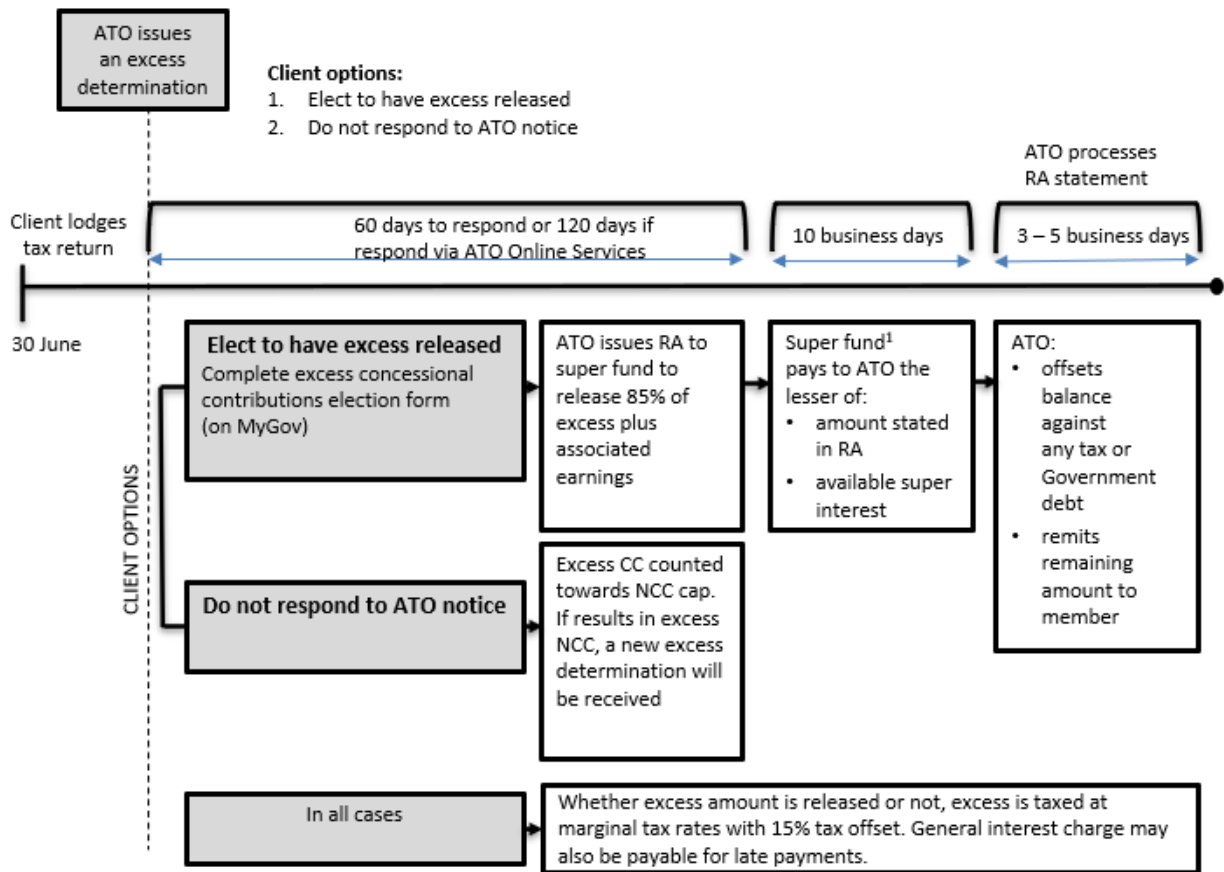 ATO issues
an excess
determination
Client options:
1. Elect to have excess released
2. Do not respond to ATO notice
ATO processes
RA statement
Client lodges
tax return
60 days to respond or 120 days if
respond via ATO Online Services
10 business days
3 – 5 business days
30 June
CLIENT OPTIONS
Elect to have excess released
Complete excess concessional
contributions election form
(on MyGov)
ATO issues RA to
super fund to
release 85% of
excess plus
associated
earnings
Super fund¹
pays to ATO the
lesser of:
• amount stated
in RA
• available super
interest
ATO:
• offsets
balance
against
any tax or
Government
debt
• remits
remaining
amount to
member
Do not respond to ATO notice
Excess CC counted
towards NCC cap.
If results in excess
NCC, a new excess
determination will
be received
In all cases
Whether excess amount is released or not, excess is taxed at
marginal tax rates with 15% tax offset. General interest charge may
also be payable for late payments.